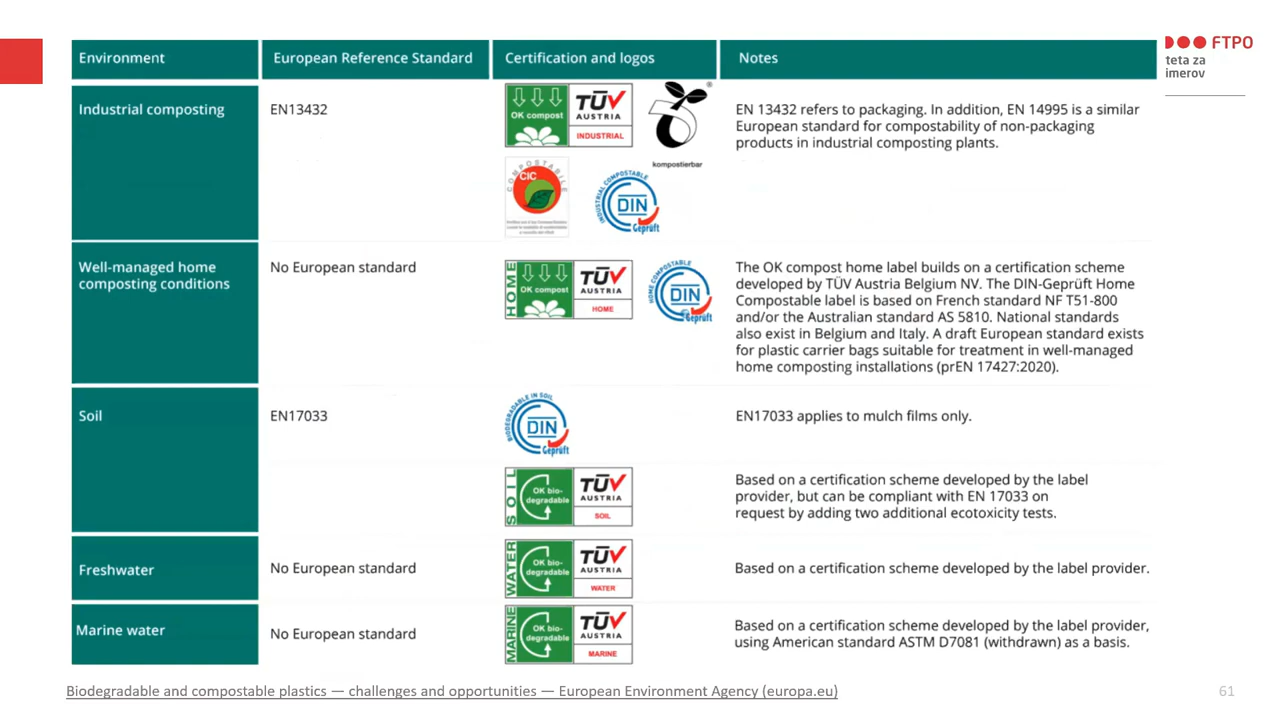 FTPO
teta za
imerov
Environment
European Reference Standard
Certification and logos
Notes
Industrial composting
EN13432
OK compost
TÜV
AUSTRIA
INDUSTRIAL
®
kompostierbar
COMPOSTABILE
CIC
INDUSTRIAL COMPOSTABLE
DIN
Geprüft
EN 13432 refers to packaging. In addition, EN 14995 is a similar
European standard for compostability of non-packaging
products in industrial composting plants.
Well-managed home
composting conditions
No European standard
HOME
OK compost
TÜV
AUSTRIA
HOME
HOME COMPOSTABLE
DIN
Geprüft
The OK compost home label builds on a certification scheme
developed by TÜV Austria Belgium NV. The DIN-Geprüft Home
Compostable label is based on French standard NF T51-800
and/or the Australian standard AS 5810. National standards
also exist in Belgium and Italy. A draft European standard exists
for plastic carrier bags suitable for treatment in well-managed
home composting installations (prEN 17427:2020).
Soil
EN17033
BIODEGRADABLE IN SOIL
DIN
Geprüft
EN17033 applies to mulch films only.
SOIL
OK bio-
degradable
TÜV
AUSTRIA
SOIL
Based on a certification scheme developed by the label
provider, but can be compliant with EN 17033 on
request by adding two additional ecotoxicity tests.
Freshwater
No European standard
WATER
OK bio-
degradable
TÜV
AUSTRIA
WATER
Based on a certification scheme developed by the label provider.
Marine water
No European standard
MARINE
OK bio-
degradable
TÜV
AUSTRIA
MARINE
Based on a certification scheme developed by the label provider,
using American standard ASTM D7081 (withdrawn) as a basis.
Biodegradable and compostable plastics — challenges and opportunities — European Environment Agency (europa.eu)
61